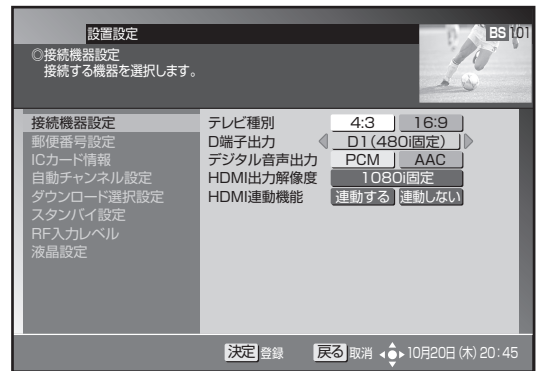 設置設定
BS 101
◎接続機器設定
接続する機器を選択します。
接続機器設定
郵便番号設定
ICカード情報
自動チャンネル設定
ダウンロード選択設定
スタンバイ設定
RF入力レベル
液晶設定
テレビ種別 4:3 16:9
D端子出力 D1(480i固定)
デジタル音声出力 PCM AAC
HDMI出力解像度 1080i固定
HDMI連動機能 連動する 連動しない
決定 登録 戻る 取消 10月20日(木)20:45